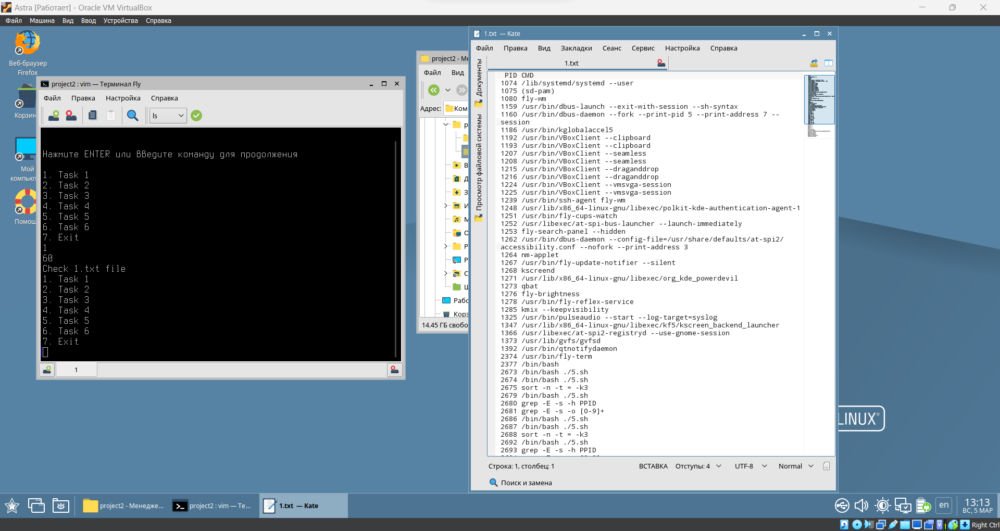 Astra [Работает] - Oracle VM VirtualBox
Файл Машина Вид Ввод Устройства Справка
Веб-браузер
Firefox
Корзин
Мой
компьют
Помощ
project2 : vim — Терминал Fly
Файл Правка Настройка Справка
ls
Нажмите ENTER или введите команду для продолжения
1. Task 1
2. Task 2
3. Task 3
4. Task 4
5. Task 5
6. Task 6
7. Exit
1
60
Check 1.txt file
1. Task 1
2. Task 2
3. Task 3
4. Task 4
5. Task 5
6. Task 6
7. Exit
1
project2 - Ме
Файл Вид
Адрес: Ком
р
В
Д
З
И
М
О
Р
Р
С
Ш
Рабо
Корз
14.45 ГБ свобо
1.txt — Kate
Файл Правка Вид Закладки Сеанс Сервис Настройка Справка
1.txt
Документы
Просмотр файловой системы
PID CMD
1074 /lib/systemd/systemd --user
1075 (sd-pam)
1080 fly-wm
1159 /usr/bin/dbus-launch --exit-with-session --sh-syntax
1160 /usr/bin/dbus-daemon --fork --print-pid 5 --print-address 7 --
session
1186 /usr/bin/kglobalaccel5
1192 /usr/bin/VBoxClient --clipboard
1193 /usr/bin/VBoxClient --clipboard
1207 /usr/bin/VBoxClient --seamless
1208 /usr/bin/VBoxClient --seamless
1215 /usr/bin/VBoxClient --draganddrop
1216 /usr/bin/VBoxClient --draganddrop
1224 /usr/bin/VBoxClient --vmsvga-session
1225 /usr/bin/VBoxClient --vmsvga-session
1239 /usr/bin/ssh-agent fly-wm
1248 /usr/lib/x86_64-linux-gnu/libexec/polkit-kde-authentication-agent-1
1251 /usr/bin/fly-cups-watch
1252 /usr/libexec/at-spi-bus-launcher --launch-immediately
1253 fly-search-panel --hidden
1262 /usr/bin/dbus-daemon --config-file=/usr/share/defaults/at-spi2/
accessibility.conf --nofork --print-address 3
1264 nm-applet
1267 /usr/bin/fly-update-notifier --silent
1268 kscreend
1271 /usr/lib/x86_64-linux-gnu/libexec/org_kde_powerdevil
1273 qbat
1276 fly-brightness
1278 /usr/bin/fly-reflex-service
1285 kmix --keepvisibility
1325 /usr/bin/pulseaudio --start --log-target=syslog
1347 /usr/lib/x86_64-linux-gnu/libexec/kf5/kscreen_backend_launcher
1366 /usr/libexec/at-spi2-registryd --use-gnome-session
1373 /usr/lib/gvfs/gvfsd
1392 /usr/bin/qtnotifydaemon
2374 /usr/bin/fly-term
2377 /bin/bash
2673 /bin/bash ./5.sh
2674 /bin/bash ./5.sh
2675 sort -n -t = -k3
2679 /bin/bash ./5.sh
2680 grep -E -s -h PPID
2681 grep -E -s -o [0-9]+
2686 /bin/bash ./5.sh
2687 /bin/bash ./5.sh
2688 sort -n -t = -k3
2692 /bin/bash ./5.sh
2693 grep -E -s -h PPID
Строка: 1, столбец: 1 ВСТАВКА Отступы: 4 UTF-8 Normal
Поиск и замена
LINUX®
project2 - Менедже...
project2 : vim — Те...
1.txt — Kate
en
13:13
ВС, 5 МАР
Right Ctrl